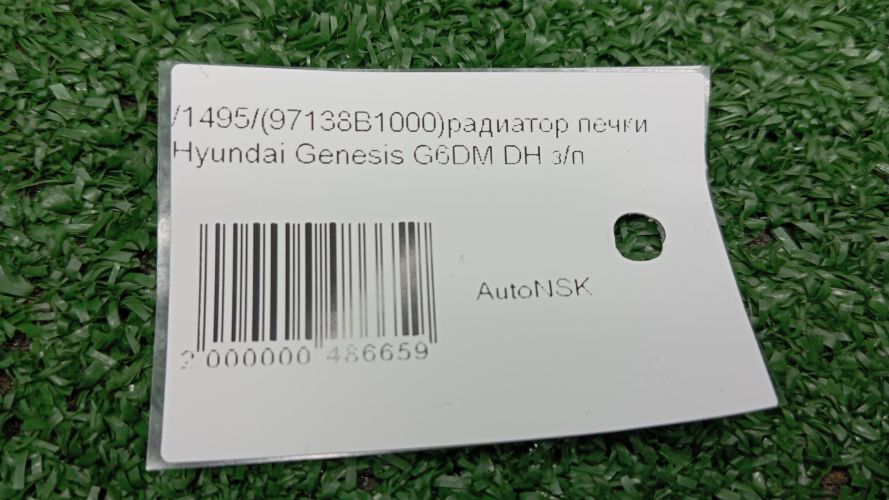 /1495/(97138B1000)радиатор печки
Hyundai Genesis G6DM DH з/п
AutoNSK
2 000000 486659